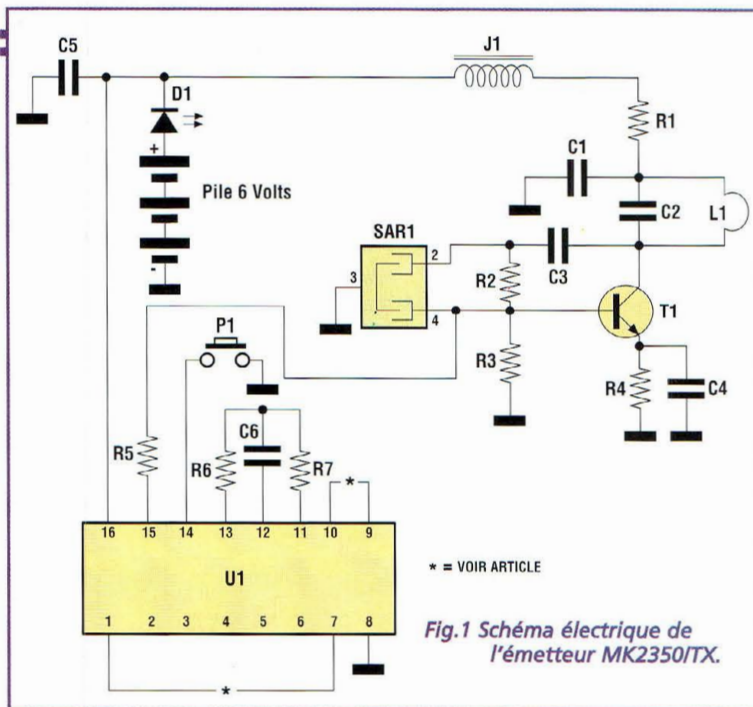 C5
J1
D1
R1
+
C1
Pile 6 Volts
C2
L1
SAR1
2
C3
R2
3
-
4
T1
P1
R3
R4
C4
C6
R5
R6
R7
*
16 15 14 13 12 11 10 9
U1
* = VOIR ARTICLE
1 2 3 4 5 6 7 8
*
Fig.1 Schéma électrique de
l'émetteur MK2350/TX.